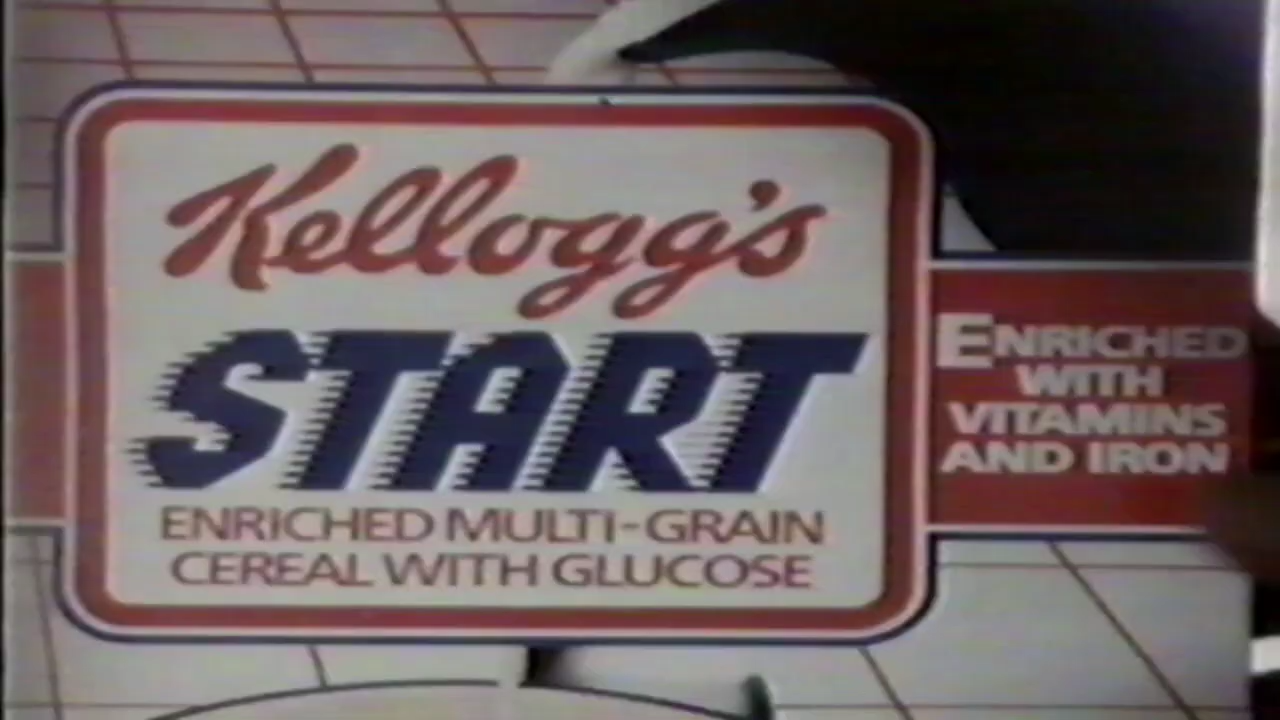 Kellogg's
START
ENRICHED MULTI-GRAIN
CEREAL WITH GLUCOSE
ENRICHED
WITH
VITAMINS
AND IRON